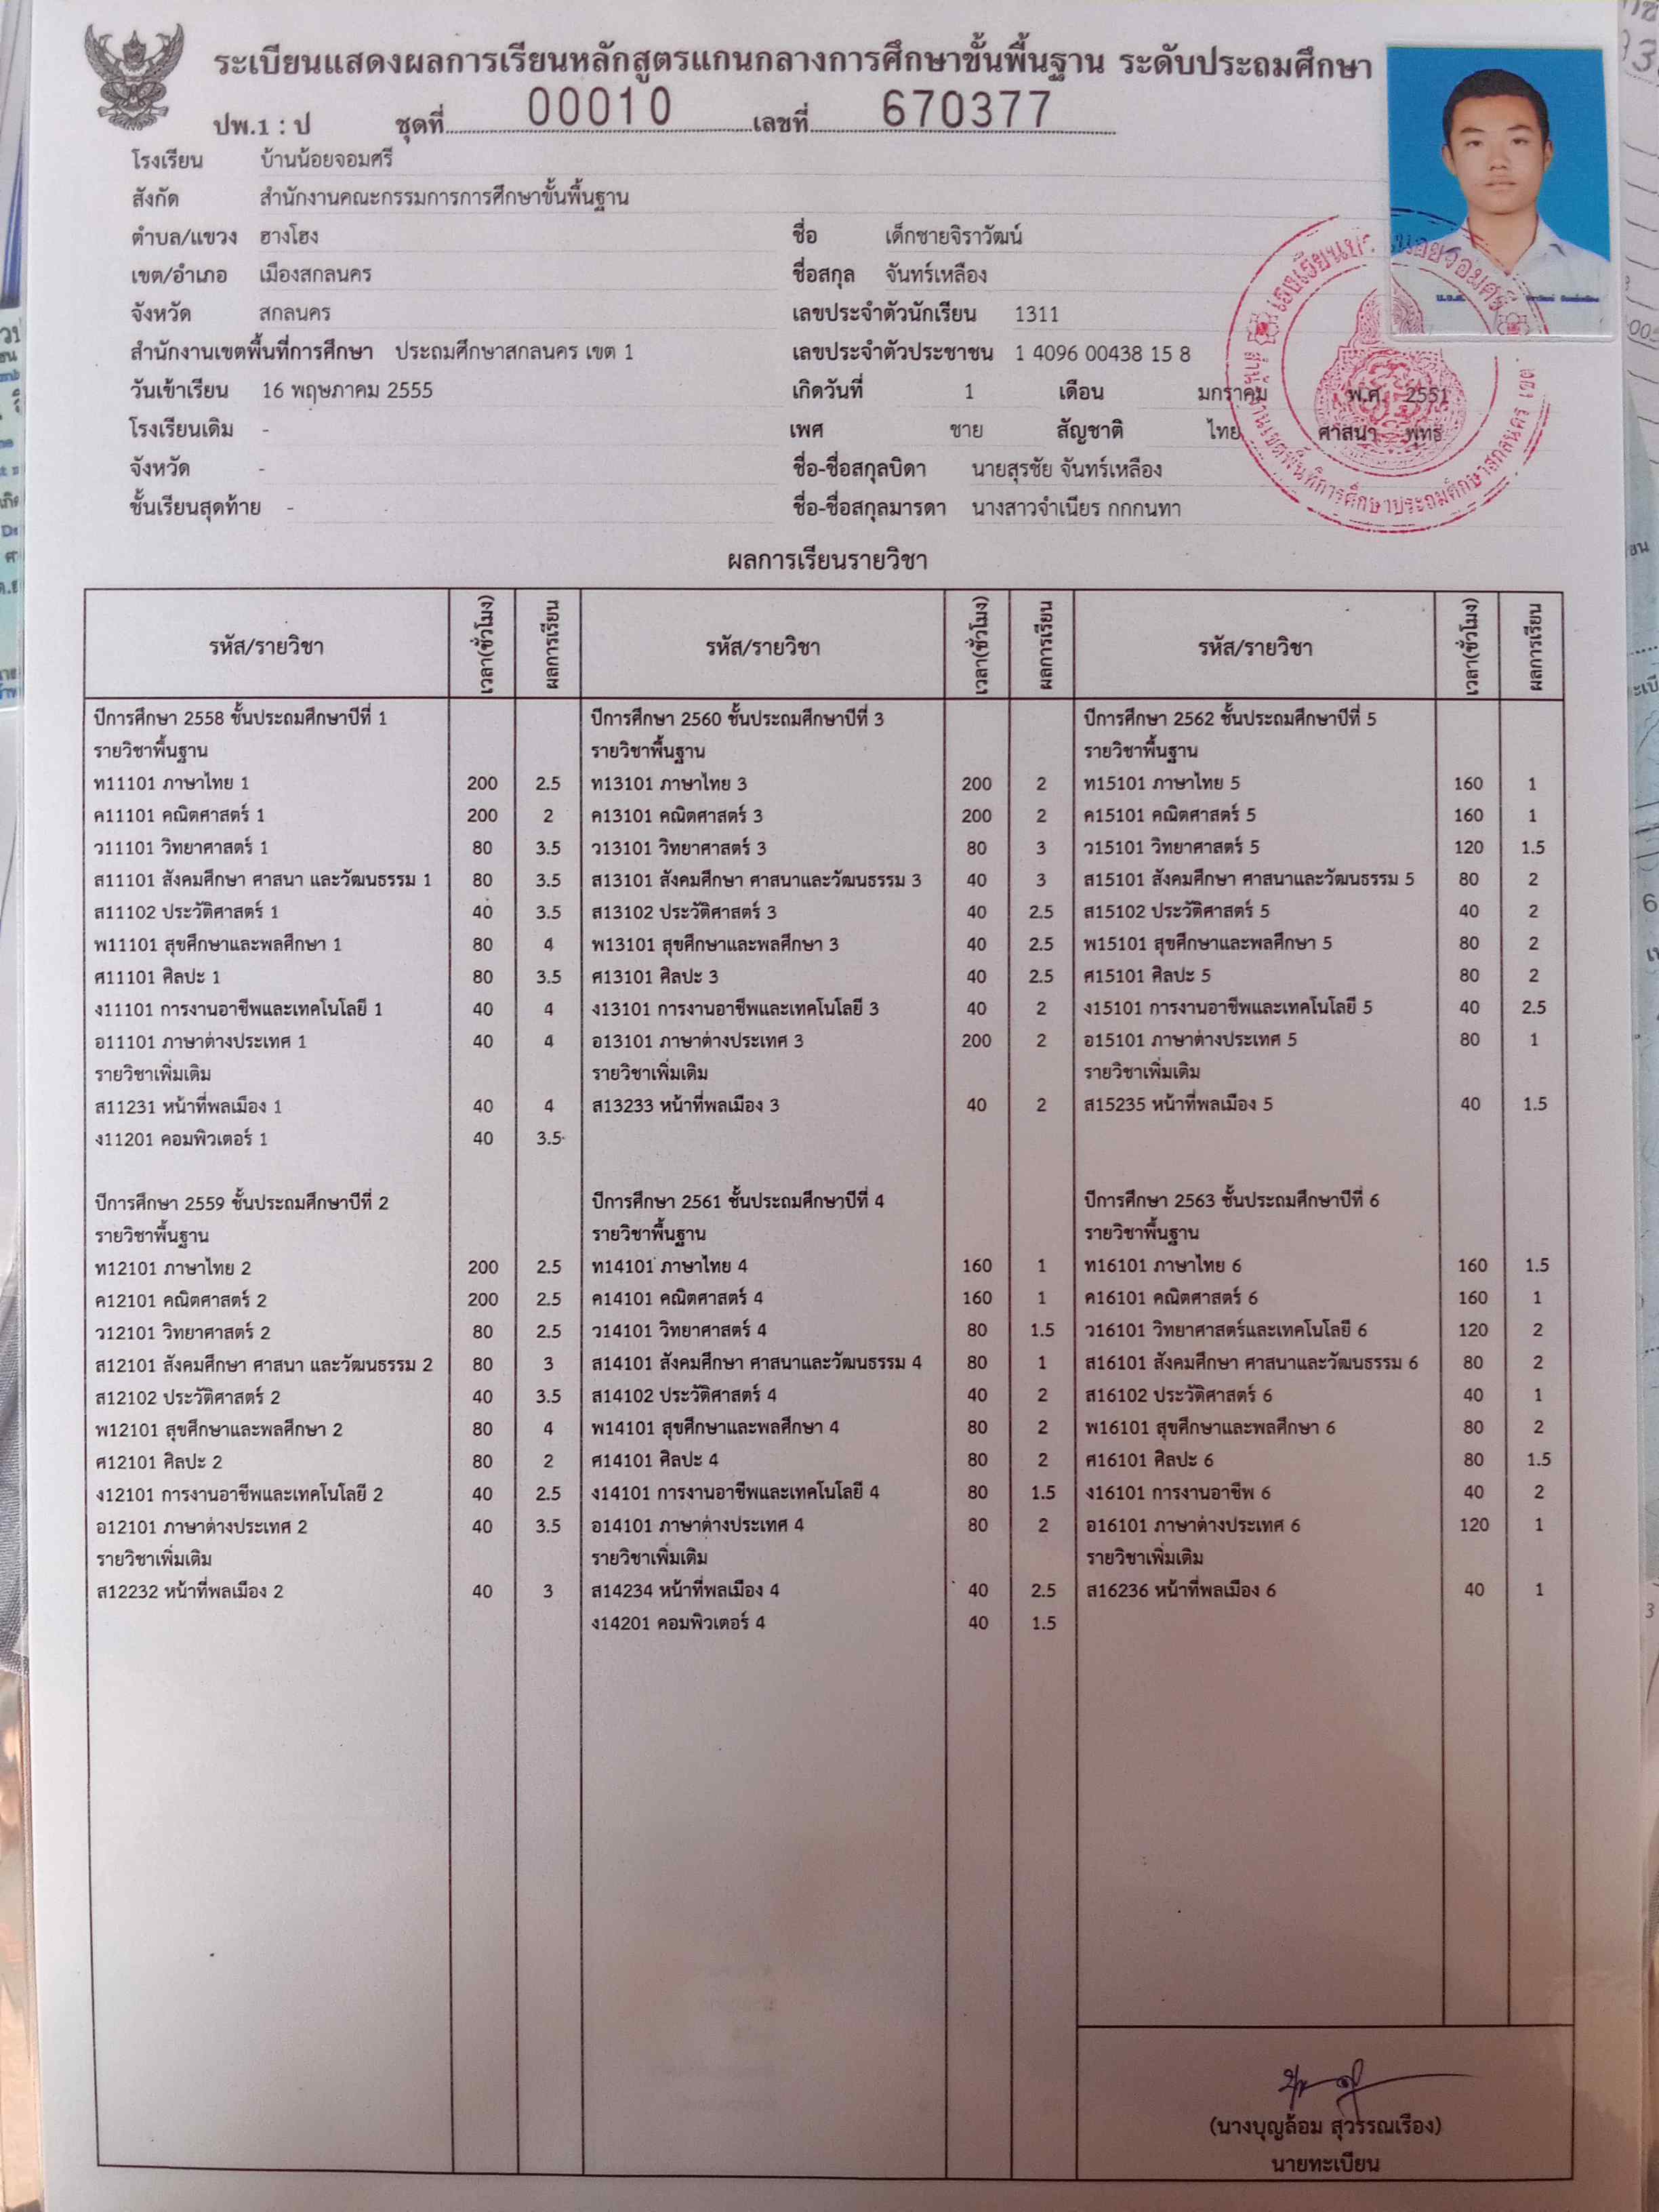 ระเบียนแสดงผลการเรียนหลักสูตรแกนกลางการศึกษาขั้นพื้นฐาน ระดับประถมศึกษา
ปพ.1 : ป ชุดที่ 00010 เลขที่ 670377
โรงเรียน บ้านน้อยจอมศรี
สังกัด สำนักงานคณะกรรมการการศึกษาขั้นพื้นฐาน
ตำบล/แขวง ฮางโฮง
เขต/อำเภอ เมืองสกลนคร
จังหวัด สกลนคร
สำนักงานเขตพื้นที่การศึกษา ประถมศึกษาสกลนคร เขต 1
วันเข้าเรียน 16 พฤษภาคม 2555
โรงเรียนเดิม -
จังหวัด -
ชั้นเรียนสุดท้าย -
ชื่อ เด็กชายจิราวัฒน์
ชื่อสกุล จันทร์เหลือง
เลขประจำตัวนักเรียน 1311
เลขประจำตัวประชาชน 1 4096 00438 15 8
เกิดวันที่ 1 เดือน มกราคม พ.ศ. 2551
เพศ ชาย สัญชาติ ไทย ศาสนา พุทธ
ชื่อ-ชื่อสกุลบิดา นายสุรชัย จันทร์เหลือง
ชื่อ-ชื่อสกุลมารดา นางสาวจำเนียร กกกนทา
ผลการเรียนรายวิชา
รหัส/รายวิชา เวลา(ชั่วโมง) ผลการเรียน
ปีการศึกษา 2558 ชั้นประถมศึกษาปีที่ 1
รายวิชาพื้นฐาน
ท11101 ภาษาไทย 1 200 2.5
ค11101 คณิตศาสตร์ 1 200 2
ว11101 วิทยาศาสตร์ 1 80 3.5
ส11101 สังคมศึกษา ศาสนา และวัฒนธรรม 1 80 3.5
ส11102 ประวัติศาสตร์ 1 40 3.5
พ11101 สุขศึกษาและพลศึกษา 1 80 4
ศ11101 ศิลปะ 1 80 3.5
ง11101 การงานอาชีพและเทคโนโลยี 1 40 4
อ11101 ภาษาต่างประเทศ 1 40 4
รายวิชาเพิ่มเติม
ส11231 หน้าที่พลเมือง 1 40 4
ง11201 คอมพิวเตอร์ 1 40 3.5
ปีการศึกษา 2559 ชั้นประถมศึกษาปีที่ 2
รายวิชาพื้นฐาน
ท12101 ภาษาไทย 2 200 2.5
ค12101 คณิตศาสตร์ 2 200 2.5
ว12101 วิทยาศาสตร์ 2 80 2.5
ส12101 สังคมศึกษา ศาสนา และวัฒนธรรม 2 80 3
ส12102 ประวัติศาสตร์ 2 40 3.5
พ12101 สุขศึกษาและพลศึกษา 2 80 4
ศ12101 ศิลปะ 2 80 2
ง12101 การงานอาชีพและเทคโนโลยี 2 40 2.5
อ12101 ภาษาต่างประเทศ 2 40 3.5
รายวิชาเพิ่มเติม
ส12232 หน้าที่พลเมือง 2 40 3
รหัส/รายวิชา เวลา(ชั่วโมง) ผลการเรียน
ปีการศึกษา 2560 ชั้นประถมศึกษาปีที่ 3
รายวิชาพื้นฐาน
ท13101 ภาษาไทย 3 200 2
ค13101 คณิตศาสตร์ 3 200 2
ว13101 วิทยาศาสตร์ 3 80 3
ส13101 สังคมศึกษา ศาสนาและวัฒนธรรม 3 40 3
ส13102 ประวัติศาสตร์ 3 40 2.5
พ13101 สุขศึกษาและพลศึกษา 3 40 2.5
ศ13101 ศิลปะ 3 40 2.5
ง13101 การงานอาชีพและเทคโนโลยี 3 40 2
อ13101 ภาษาต่างประเทศ 3 200 2
รายวิชาเพิ่มเติม
ส13233 หน้าที่พลเมือง 3 40 2
ปีการศึกษา 2561 ชั้นประถมศึกษาปีที่ 4
รายวิชาพื้นฐาน
ท14101 ภาษาไทย 4 160 1
ค14101 คณิตศาสตร์ 4 160 1
ว14101 วิทยาศาสตร์ 4 80 1.5
ส14101 สังคมศึกษา ศาสนาและวัฒนธรรม 4 80 1
ส14102 ประวัติศาสตร์ 4 40 2
พ14101 สุขศึกษาและพลศึกษา 4 80 2
ศ14101 ศิลปะ 4 80 2
ง14101 การงานอาชีพและเทคโนโลยี 4 80 1.5
อ14101 ภาษาต่างประเทศ 4 80 2
รายวิชาเพิ่มเติม
ส14234 หน้าที่พลเมือง 4 40 2.5
ง14201 คอมพิวเตอร์ 4 40 1.5
รหัส/รายวิชา เวลา(ชั่วโมง) ผลการเรียน
ปีการศึกษา 2562 ชั้นประถมศึกษาปีที่ 5
รายวิชาพื้นฐาน
ท15101 ภาษาไทย 5 160 1
ค15101 คณิตศาสตร์ 5 160 1
ว15101 วิทยาศาสตร์ 5 120 1.5
ส15101 สังคมศึกษา ศาสนาและวัฒนธรรม 5 80 2
ส15102 ประวัติศาสตร์ 5 40 2
พ15101 สุขศึกษาและพลศึกษา 5 80 2
ศ15101 ศิลปะ 5 80 2
ง15101 การงานอาชีพและเทคโนโลยี 5 40 2.5
อ15101 ภาษาต่างประเทศ 5 80 1
รายวิชาเพิ่มเติม
ส15235 หน้าที่พลเมือง 5 40 1.5
ปีการศึกษา 2563 ชั้นประถมศึกษาปีที่ 6
รายวิชาพื้นฐาน
ท16101 ภาษาไทย 6 160 1.5
ค16101 คณิตศาสตร์ 6 160 1
ว16101 วิทยาศาสตร์และเทคโนโลยี 6 120 2
ส16101 สังคมศึกษา ศาสนาและวัฒนธรรม 6 80 2
ส16102 ประวัติศาสตร์ 6 40 1
พ16101 สุขศึกษาและพลศึกษา 6 80 2
ศ16101 ศิลปะ 6 80 1.5
ง16101 การงานอาชีพ 6 40 2
อ16101 ภาษาต่างประเทศ 6 120 1
รายวิชาเพิ่มเติม
ส16236 หน้าที่พลเมือง 6 40 1
(นางบุญล้อม สุวรรณเรือง)
นายทะเบียน